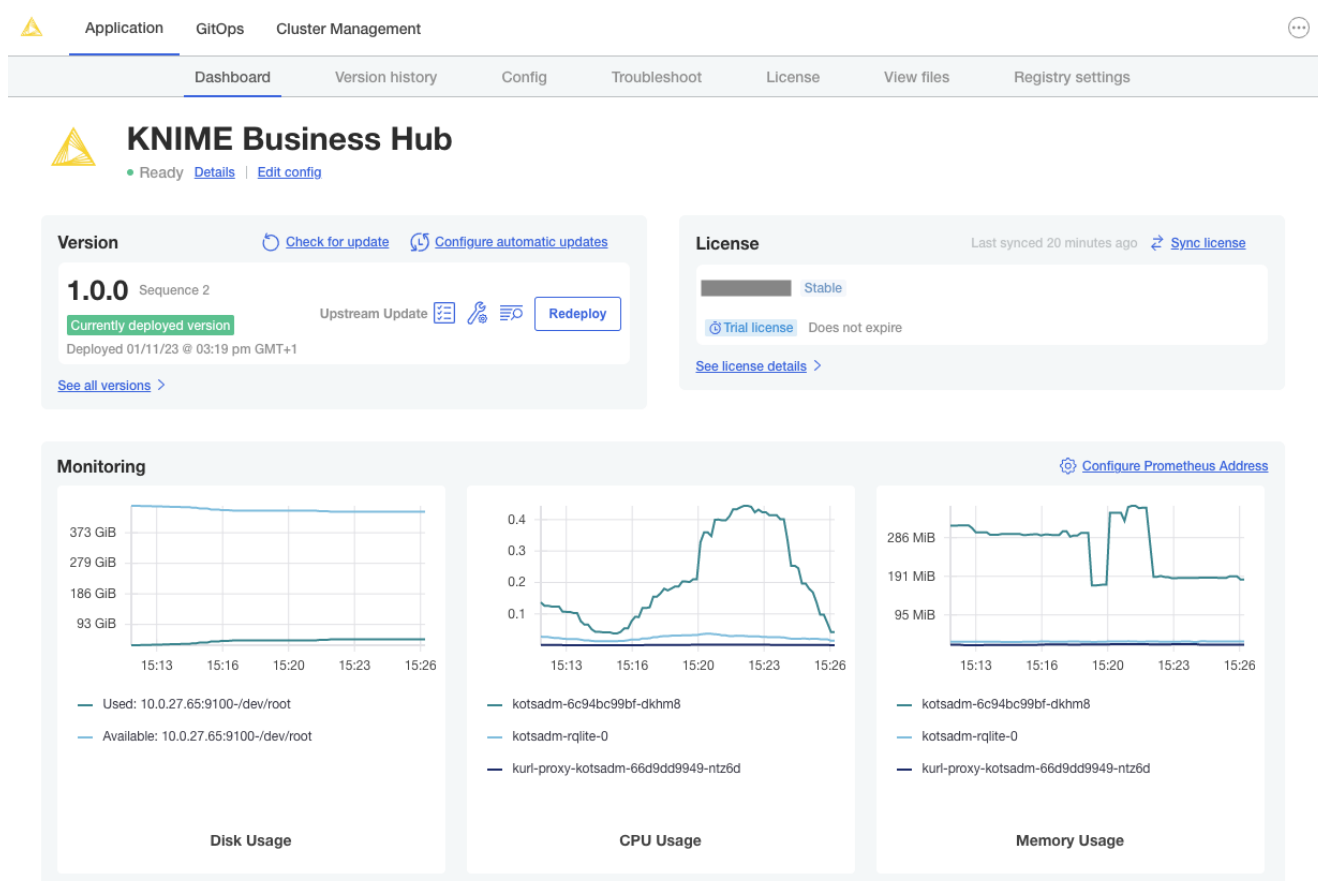 Application GitOps Cluster Management
Dashboard Version history Config Troubleshoot License View files Registry settings
KNIME Business Hub
Ready Details | Edit config
Version Check for update Configure automatic updates
1.0.0 Sequence 2
Currently deployed version
Deployed 01/11/23 @ 03:19 pm GMT+1
Upstream Update Redeploy
See all versions >
License Last synced 20 minutes ago Sync license
Stable
Trial license Does not expire
See license details >
Monitoring Configure Prometheus Address
373 GiB
279 GiB
186 GiB
93 GiB
15:13 15:16 15:20 15:23 15:26
Used: 10.0.27.65:9100-/dev/root
Available: 10.0.27.65:9100-/dev/root
Disk Usage
0.4
0.3
0.2
0.1
15:13 15:16 15:20 15:23 15:26
kotsadm-6c94bc99bf-dkhm8
kotsadm-rqlite-0
kurl-proxy-kotsadm-66d9dd9949-ntz6d
CPU Usage
286 MiB
191 MiB
95 MiB
15:13 15:16 15:20 15:23 15:26
kotsadm-6c94bc99bf-dkhm8
kotsadm-rqlite-0
kurl-proxy-kotsadm-66d9dd9949-ntz6d
Memory Usage